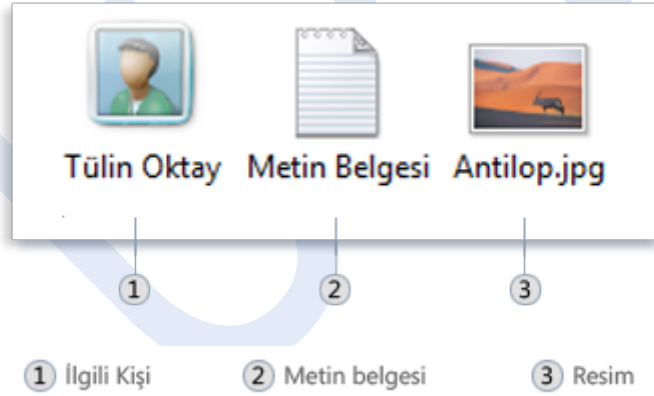 Tülin Oktay Metin Belgesi Antilop.jpg
1 2 3
1 İlgili Kişi 2 Metin belgesi 3 Resim